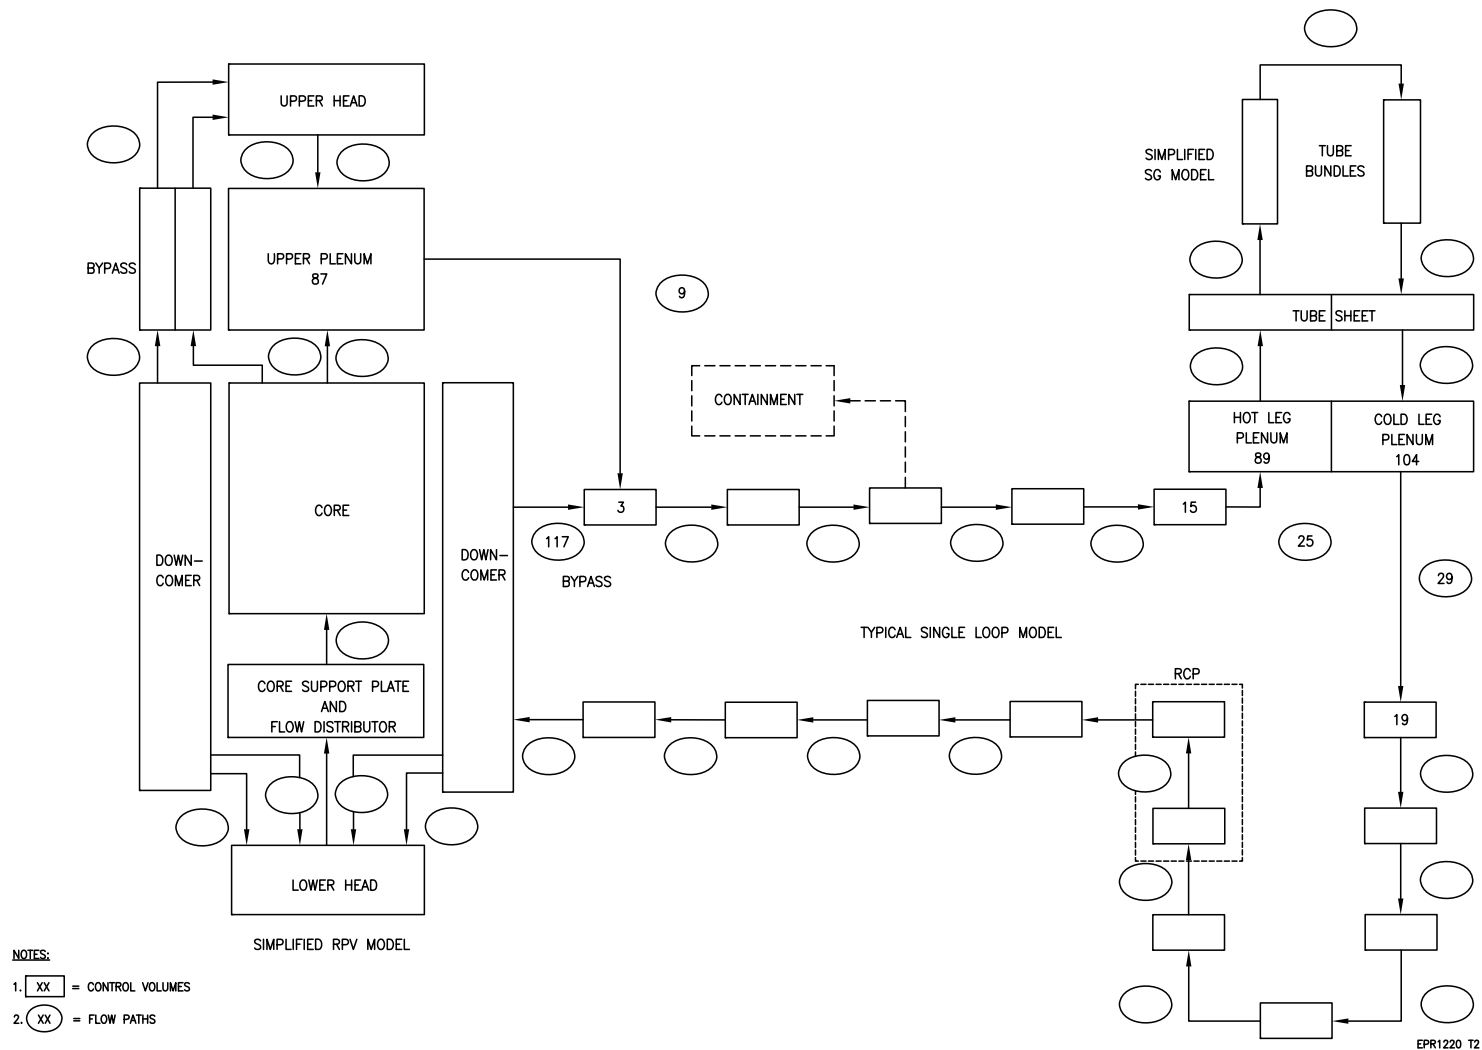 UPPER HEAD
SIMPLIFIED
SG MODEL
TUBE
BUNDLES
BYPASS
UPPER PLENUM
87
9
TUBE SHEET
CONTAINMENT
HOT LEG
PLENUM
89
COLD LEG
PLENUM
104
CORE
3
15
117
BYPASS
25
29
DOWN-
COMER
DOWN-
COMER
TYPICAL SINGLE LOOP MODEL
RCP
CORE SUPPORT PLATE
AND
FLOW DISTRIBUTOR
19
LOWER HEAD
SIMPLIFIED RPV MODEL
NOTES:
1. XX = CONTROL VOLUMES
2. XX = FLOW PATHS
EPR1220 T2